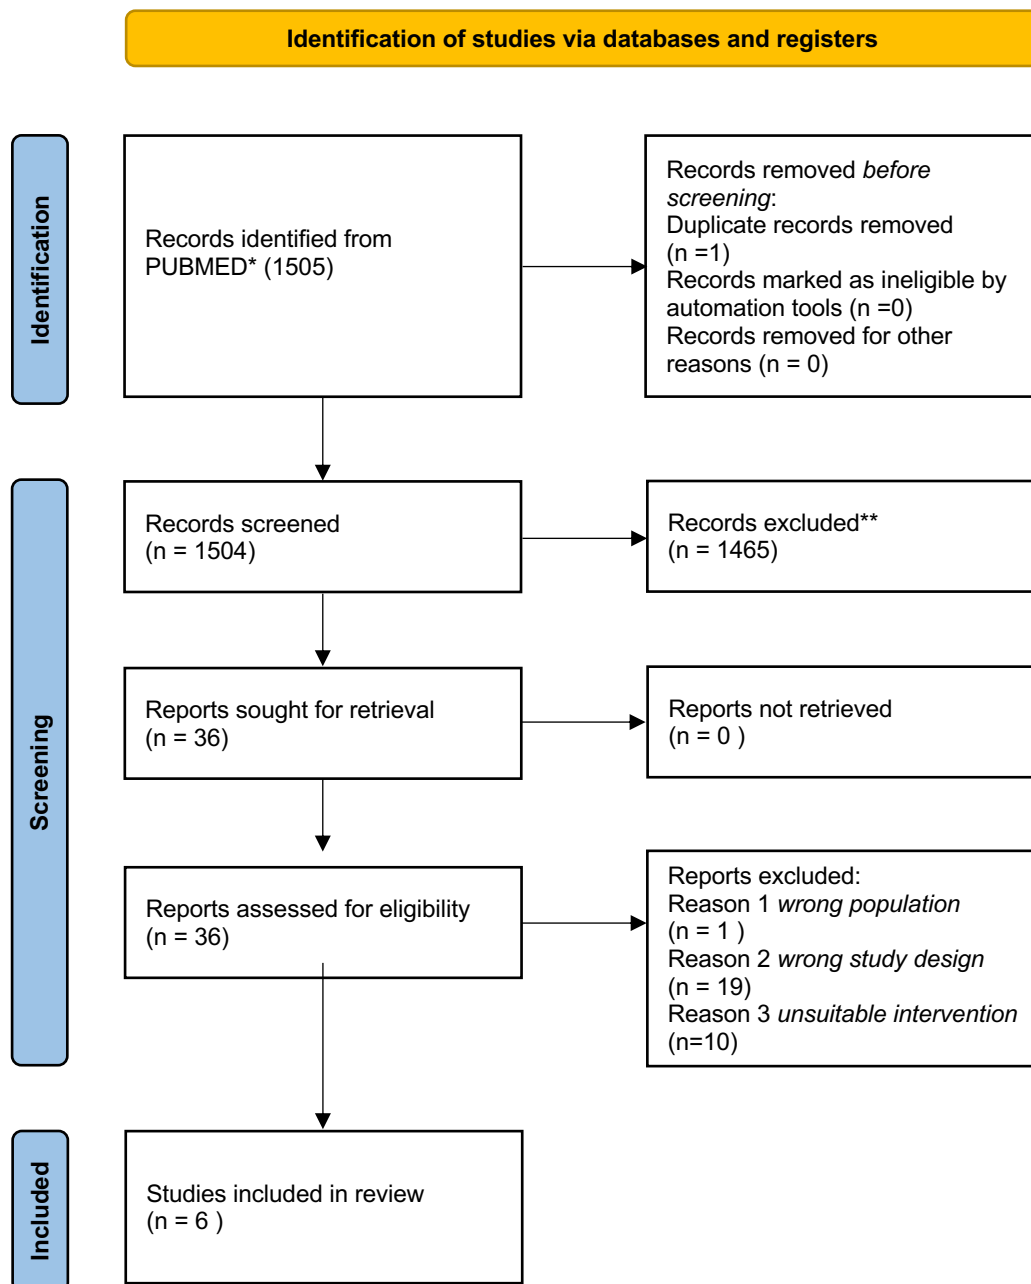 Identification of studies via databases and registers
Identification
Records identified from
PUBMED* (1505)
Records removed before
screening:
Duplicate records removed
(n =1)
Records marked as ineligible by
automation tools (n =0)
Records removed for other
reasons (n = 0)
Screening
Records screened
(n = 1504)
Records excluded**
(n = 1465)
Reports sought for retrieval
(n = 36)
Reports not retrieved
(n = 0 )
Reports assessed for eligibility
(n = 36)
Reports excluded:
Reason 1 wrong population
(n = 1 )
Reason 2 wrong study design
(n = 19)
Reason 3 unsuitable intervention
(n=10)
Included
Studies included in review
(n = 6 )